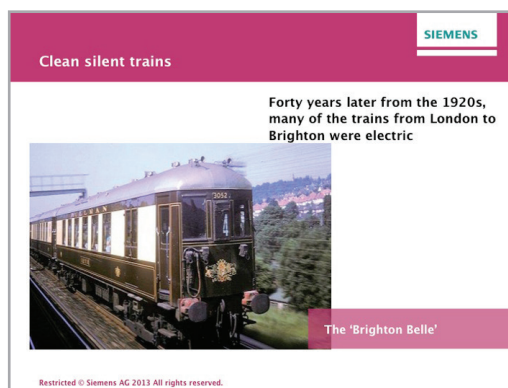 SIEMENS
Clean silent trains
Forty years later from the 1920s,
many of the trains from London to
Brighton were electric
3052
PULLMAN
The 'Brighton Belle'
Restricted © Siemens AG 2013 All rights reserved.